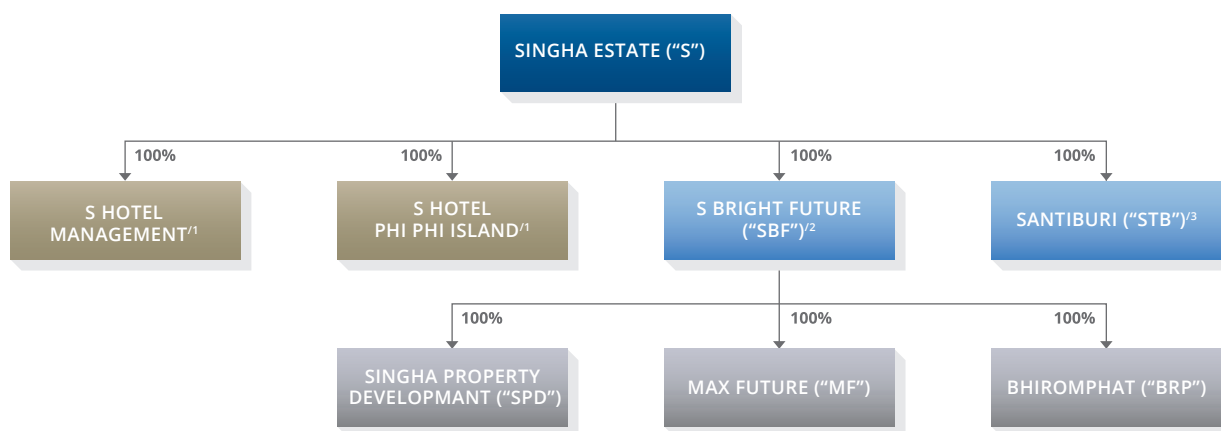 SINGHA ESTATE (“S”)
100%
100%
100%
100%
S HOTEL
MANAGEMENT/1
S HOTEL
PHI PHI ISLAND/1
S BRIGHT FUTURE
(“SBF”)/2
SANTIBURI (“STB”)/3
100%
100%
100%
SINGHA PROPERTY
DEVELOPMANT (“SPD”)
MAX FUTURE (“MF”)
BHIROMPHAT (“BRP”)